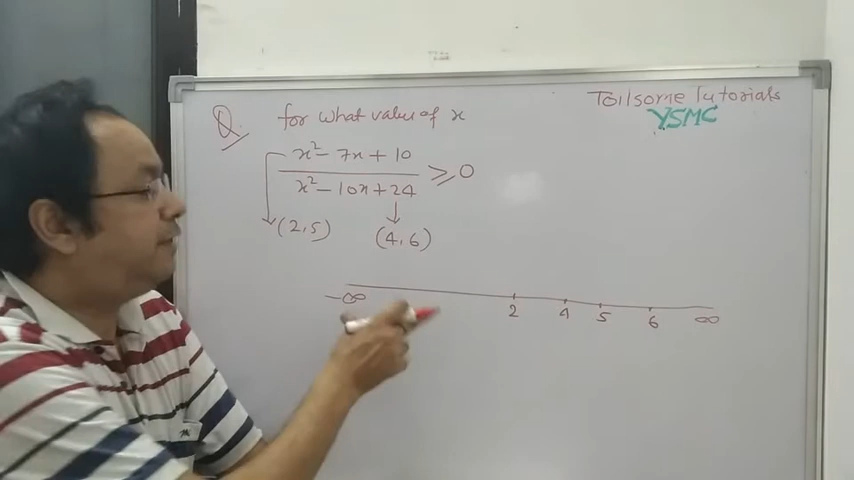 Toilsome Tutorials
YSMC
Q for what value of x
x² - 7x + 10
x² - 10x + 24
≥ 0
(2,5) (4,6)
-∞ 2 4 5 6 ∞